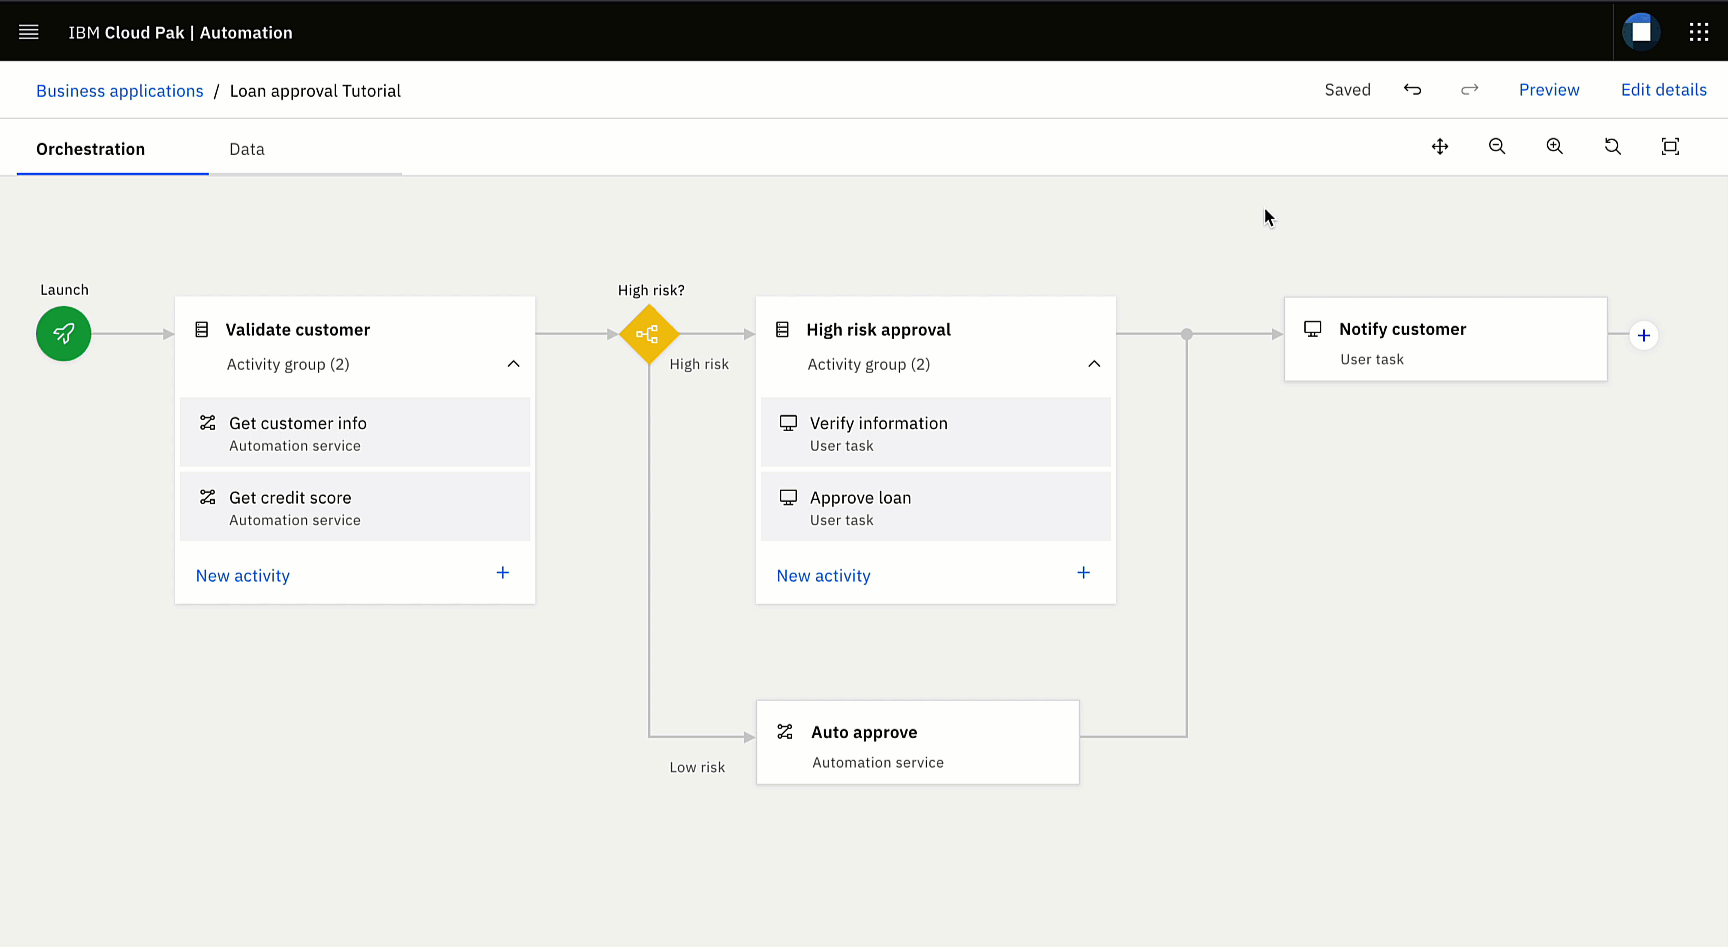 IBM Cloud Pak | Automation
Business applications / Loan approval Tutorial
Saved
Preview
Edit details
Orchestration
Data
Launch
Validate customer
Activity group (2)
Get customer info
Automation service
Get credit score
Automation service
New activity
High risk?
High risk
Low risk
High risk approval
Activity group (2)
Verify information
User task
Approve loan
User task
New activity
Auto approve
Automation service
Notify customer
User task